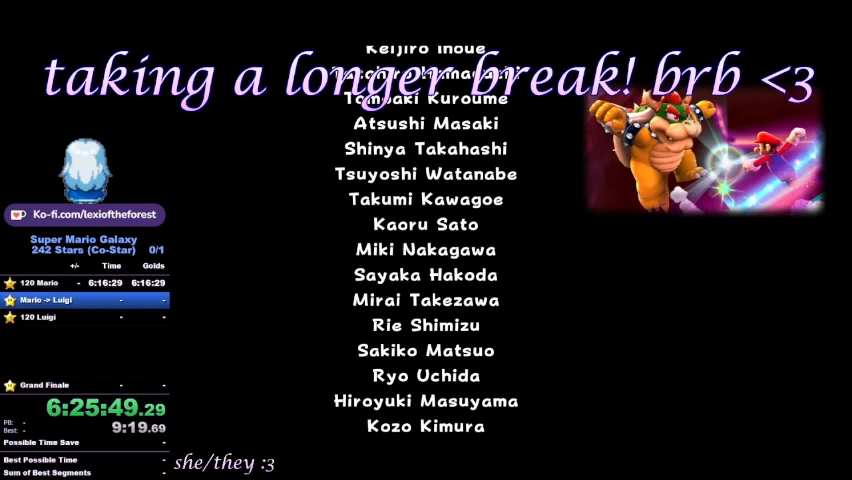 Keijiro Inoue
taking a longer break! brb <3
Tomoaki Kuroume
Atsushi Masaki
Shinya Takahashi
Tsuyoshi Watanabe
Takumi Kawagoe
Kaoru Sato
Miki Nakagawa
Sayaka Hakoda
Mirai Takezawa
Rie Shimizu
Sakiko Matsuo
Ryo Uchida
Hiroyuki Masuyama
Kozo Kimura
Ko-fi.com/lexioftheforest
Super Mario Galaxy
242 Stars (Co-Star) 0/1
+/- Time Golds
120 Mario - 6:16:29 6:16:29
Mario -> Luigi - -
120 Luigi - -
Grand Finale - -
6:25:49.29
PB: -
Best: - 9:19.69
Possible Time Save -
Best Possible Time -
Sum of Best Segments -
she/they :3